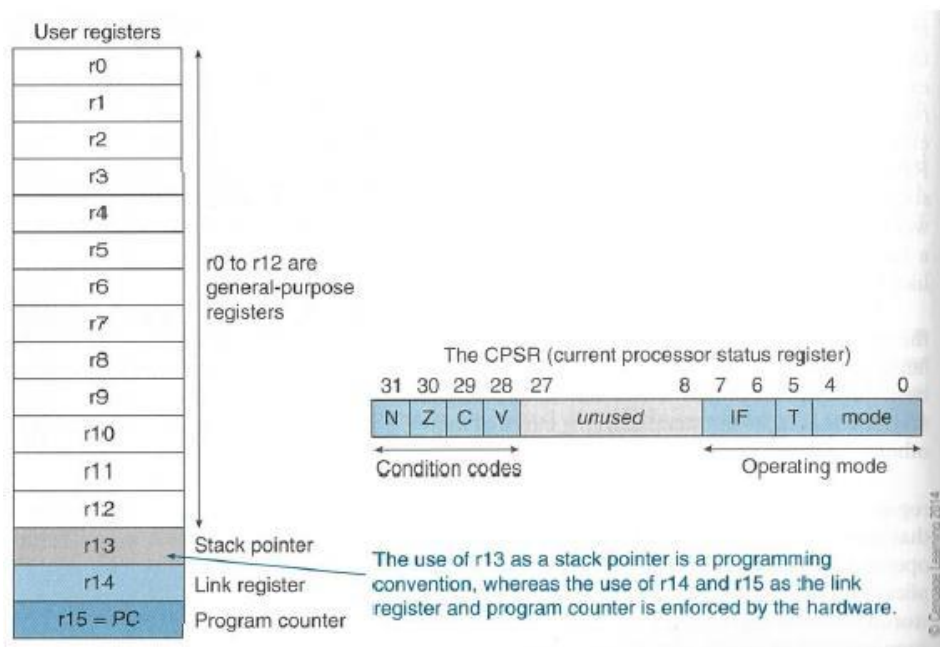 User registers
r0
r1
r2
r3
r4
r5
r6
r7
r8
r9
r10
r11
r12
r13
r14
r15 = PC
r0 to r12 are
general-purpose
registers
Stack pointer
Link register
Program counter
The CPSR (current processor status register)
31 30 29 28 27 8 7 6 5 4 0
N Z C V unused IF T mode
Condition codes
Operating mode
The use of r13 as a stack pointer is a programming
convention, whereas the use of r14 and r15 as the link
register and program counter is enforced by the hardware.
© Cengage Learning 2014